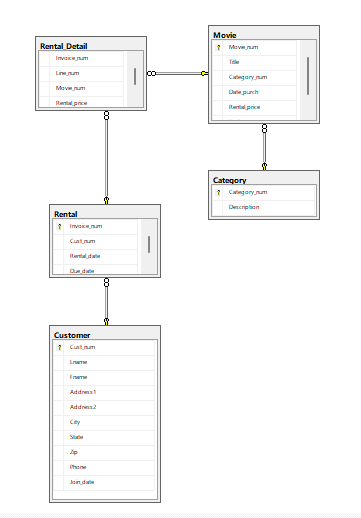 Rental_Detail
Invoice_num
Line_num
Movie_num
Rental_price
Movie
Movie_num
Title
Category_num
Date_purch
Rental_price
Category
Category_num
Description
Rental
Invoice_num
Cust_num
Rental_date
Due_date
Customer
Cust_num
Lname
Fname
Address1
Address2
City
State
Zip
Phone
Join_date